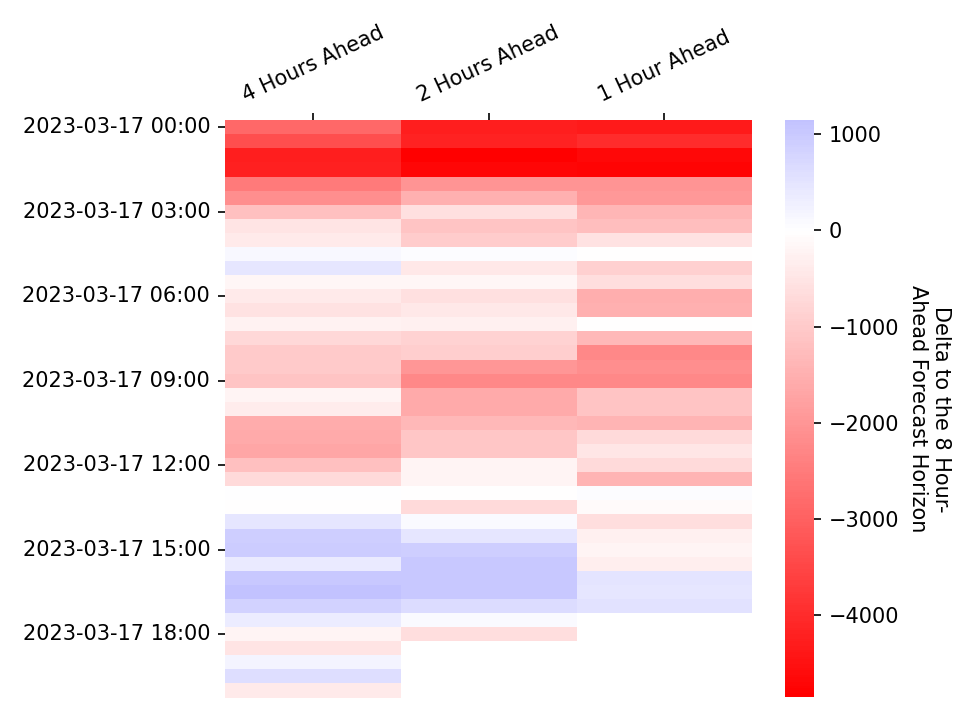 4 Hours Ahead
2 Hours Ahead
1 Hour Ahead
2023-03-17 00:00
2023-03-17 03:00
2023-03-17 06:00
2023-03-17 09:00
2023-03-17 12:00
2023-03-17 15:00
2023-03-17 18:00
1000
0
−1000
−2000
−3000
−4000
Delta to the 8 Hour-
Ahead Forecast Horizon